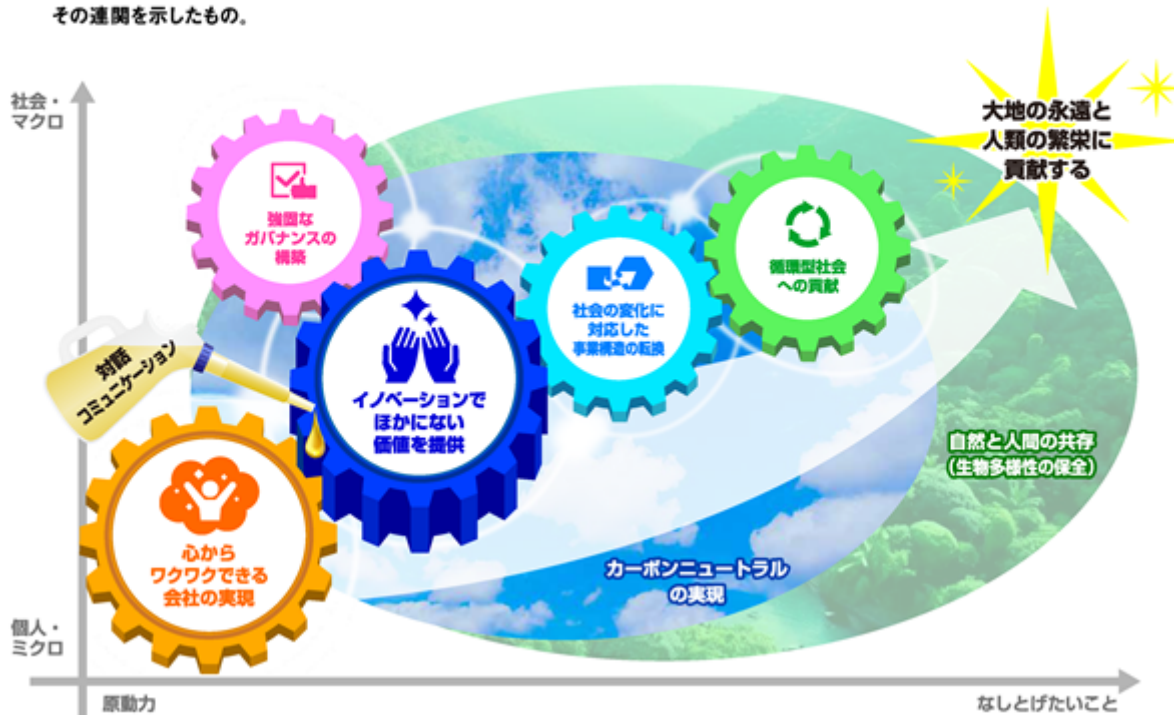 その連関を示したもの。
社会・
マクロ
大地の永遠と
人類の繁栄に
貢献する
強固な
ガバナンスの
構築
循環型社会
への貢献
社会の変化に
対応した
事業構造の転換
対話
コミュニケーション
イノベーションで
ほかにない
価値を提供
自然と人間の共存
(生物多様性の保全)
心から
ワクワクできる
会社の実現
カーボンニュートラル
の実現
個人・
ミクロ
原動力
なしとげたいこと